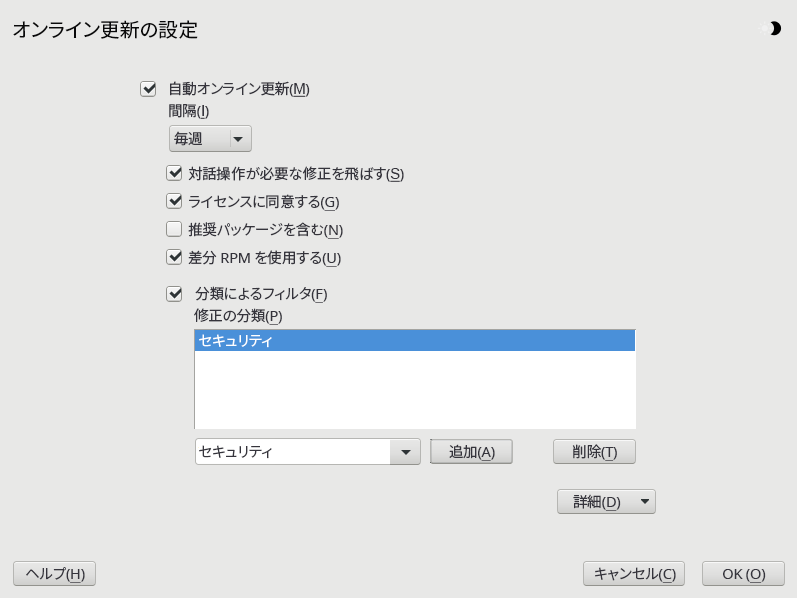 オンライン更新の設定
自動オンライン更新(M)
間隔(I)
毎週
対話操作が必要な修正を飛ばす(S)
ライセンスに同意する(G)
推奨パッケージを含む(N)
差分 RPM を使用する(U)
分類によるフィルタ(F)
修正の分類(P)
セキュリティ
セキュリティ 追加(A) 削除(T)
詳細(D)
ヘルプ(H) キャンセル(C) OK (O)